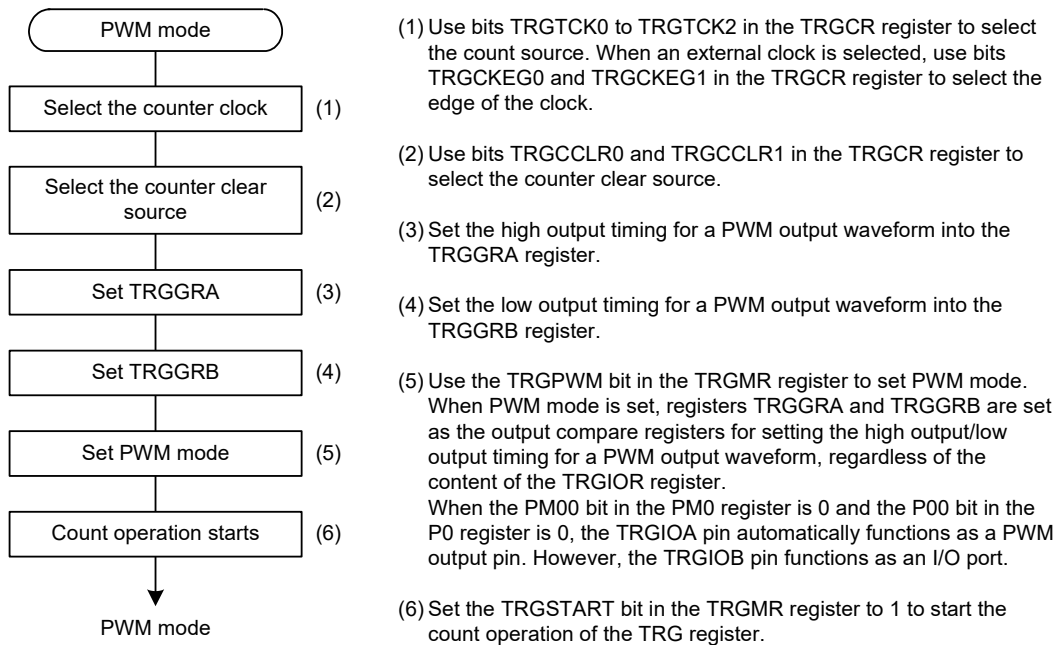 PWM mode
Select the counter clock
(1)
Select the counter clear
source
(2)
Set TRGGRA
(3)
Set TRGGRB
(4)
Set PWM mode
(5)
Count operation starts
(6)
PWM mode
(1) Use bits TRGTCK0 to TRGTCK2 in the TRGCR register to select
the count source. When an external clock is selected, use bits
TRGCKEG0 and TRGCKEG1 in the TRGCR register to select the
edge of the clock.
(2) Use bits TRGCCLR0 and TRGCCLR1 in the TRGCR register to
select the counter clear source.
(3) Set the high output timing for a PWM output waveform into the
TRGGRA register.
(4) Set the low output timing for a PWM output waveform into the
TRGGRB register.
(5) Use the TRGPWM bit in the TRGMR register to set PWM mode.
When PWM mode is set, registers TRGGRA and TRGGRB are set
as the output compare registers for setting the high output/low
output timing for a PWM output waveform, regardless of the
content of the TRGIOR register.
When the PM00 bit in the PM0 register is 0 and the P00 bit in the
P0 register is 0, the TRGIOA pin automatically functions as a PWM
output pin. However, the TRGIOB pin functions as an I/O port.
(6) Set the TRGSTART bit in the TRGMR register to 1 to start the
count operation of the TRG register.